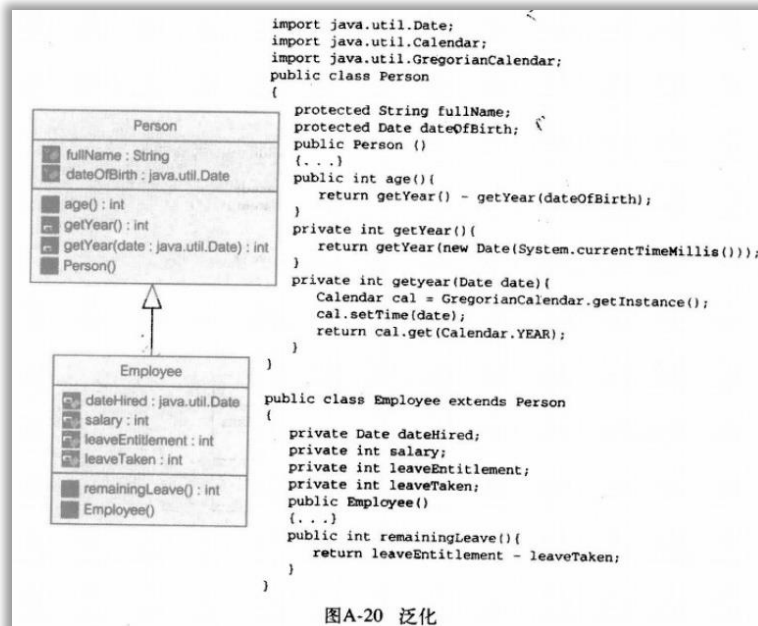 import java.util.Date;
import java.util.Calendar;
import java.util.GregorianCalendar;
public class Person
{
protected String fullName;
protected Date dateOfBirth;
public Person ()
{...}
public int age(){
return getYear() - getYear(dateOfBirth);
}
private int getYear(){
return getYear(new Date(System.currentTimeMillis()));
}
private int getyear(Date date){
Calendar cal = GregorianCalendar.getInstance();
cal.setTime(date);
return cal.get(Calendar.YEAR);
}
}
Person
fullName : String
dateOfBirth : java.util.Date
age() : int
getYear() : int
getYear(date : java.util.Date) : int
Person()
Employee
dateHired : java.util.Date
salary : int
leaveEntitlement : int
leaveTaken : int
remainingLeave() : int
Employee()
public class Employee extends Person
{
private Date dateHired;
private int salary;
private int leaveEntitlement;
private int leaveTaken;
public Employee()
{...}
public int remainingLeave(){
return leaveEntitlement - leaveTaken;
}
}
图A-20 泛化